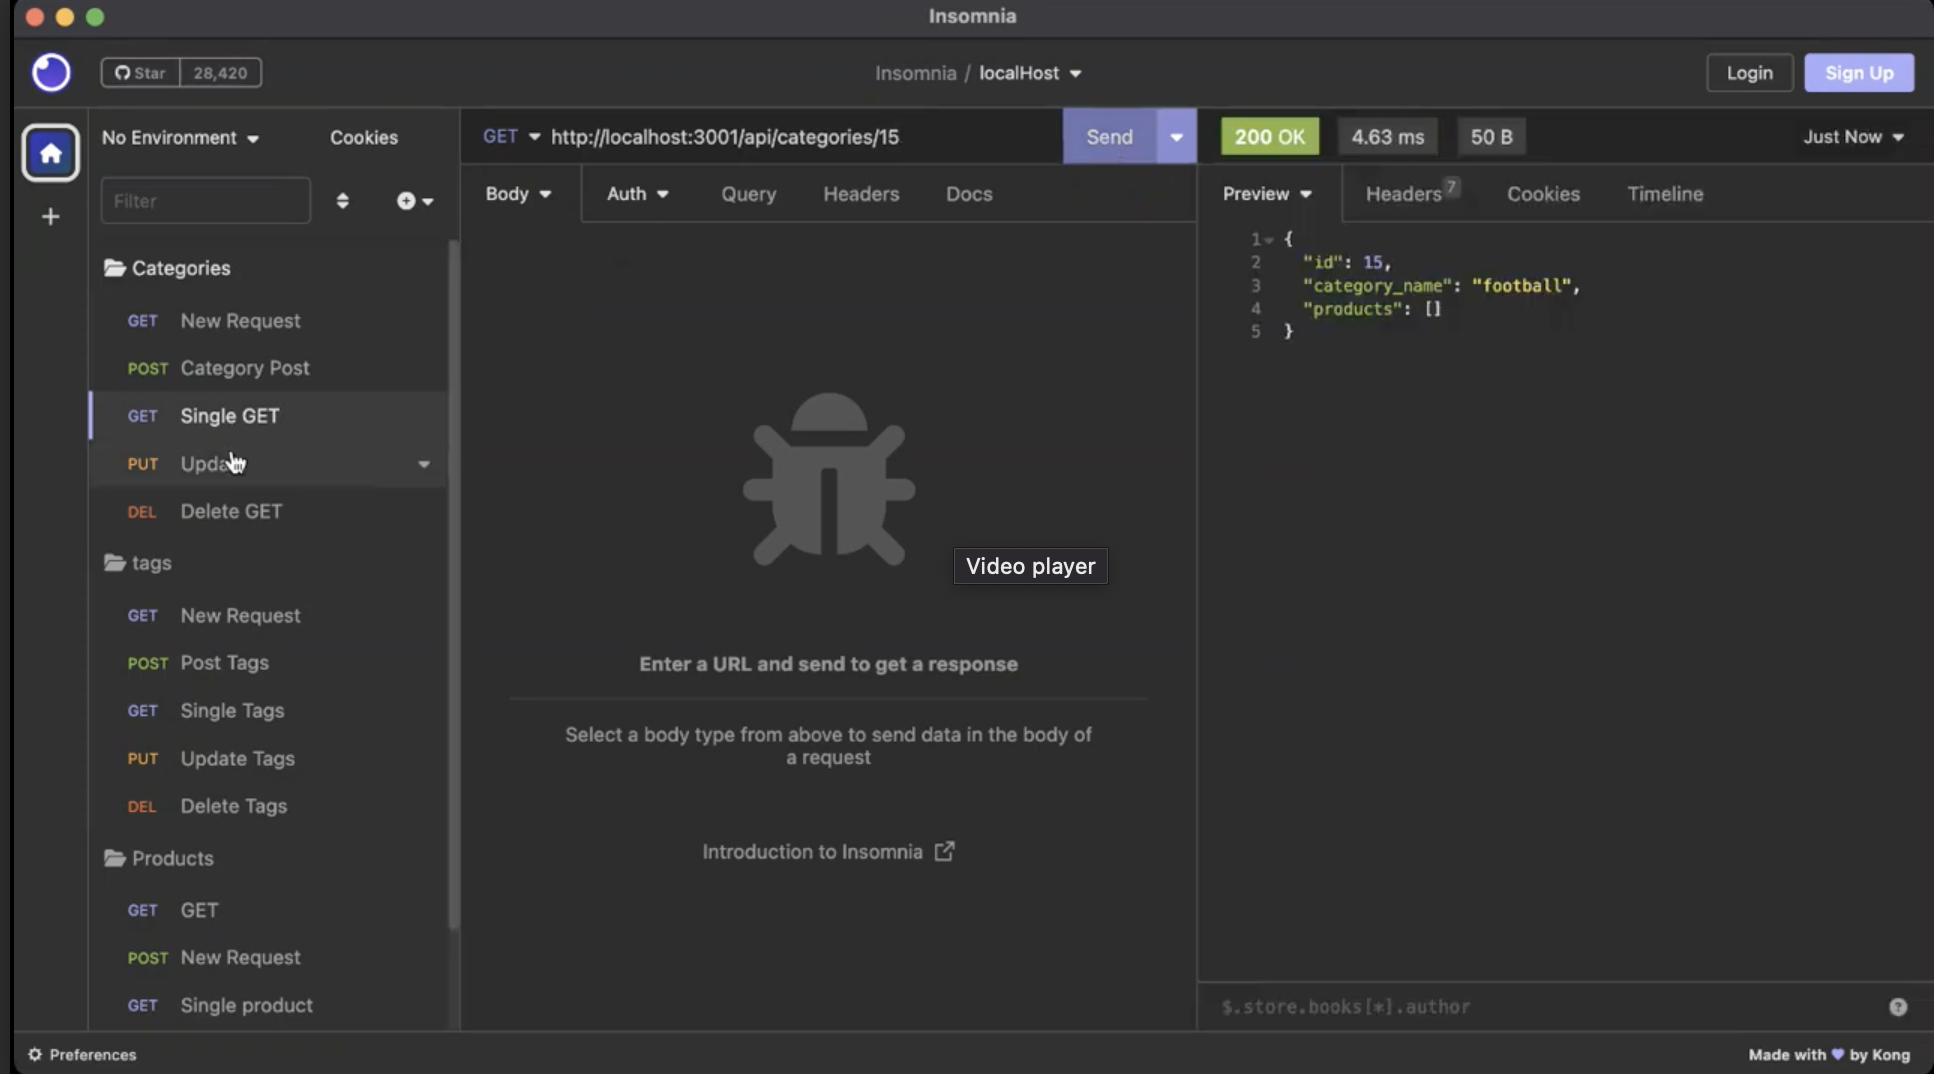 Insomnia
Star 28,420
Insomnia / localHost
Login
Sign Up
No Environment
Cookies
GET http://localhost:3001/api/categories/15
Send
200 OK
4.63 ms
50 B
Just Now
Filter
Body
Auth
Query
Headers
Docs
Preview
Headers 7
Cookies
Timeline
Categories
GET New Request
POST Category Post
GET Single GET
PUT
DEL Delete GET
tags
GET New Request
POST Post Tags
GET Single Tags
PUT Update Tags
DEL Delete Tags
Products
GET GET
POST New Request
GET Single product
Video player
Enter a URL and send to get a response
Select a body type from above to send data in the body of
a request
Introduction to Insomnia
1 {
2 "id": 15,
3 "category_name": "football",
4 "products": []
5 }
$.store.books[*].author
Preferences
Made with by Kong